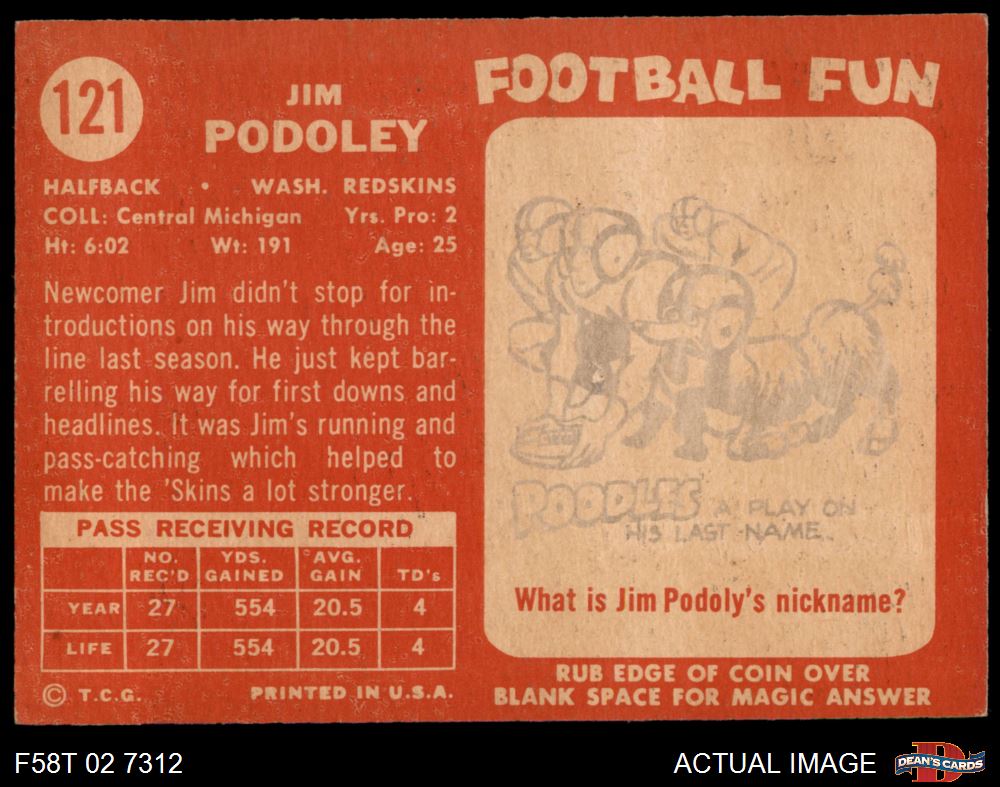 121
JIM
PODOLEY
HALFBACK • WASH. REDSKINS
COLL: Central Michigan Yrs. Pro: 2
Ht: 6:02 Wt: 191 Age: 25
Newcomer Jim didn't stop for in-
troductions on his way through the
line last season. He just kept bar-
relling his way for first downs and
headlines. It was Jim's running and
pass-catching which helped to
make the 'Skins a lot stronger.
PASS RECEIVING RECORD
NO. REC'D YDS. GAINED AVG. GAIN TD's
YEAR 27 554 20.5 4
LIFE 27 554 20.5 4
© T.C.G. PRINTED IN U.S.A.
FOOTBALL FUN
POODLES A PLAY ON
HIS LAST NAME.
What is Jim Podoly's nickname?
RUB EDGE OF COIN OVER
BLANK SPACE FOR MAGIC ANSWER
F58T 02 7312
ACTUAL IMAGE
DEAN'S CARDS